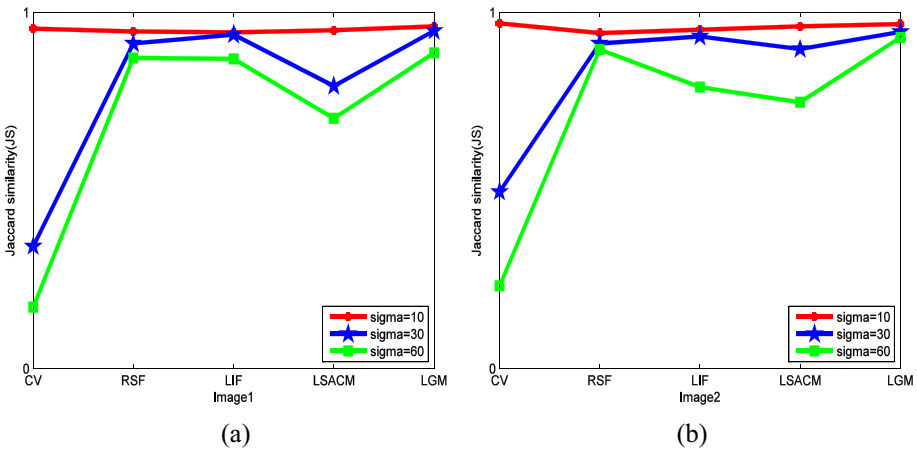 1
Jaccard similarity(JS)
0
CV RSF LIF LSACM LGM
Image1
sigma=10
sigma=30
sigma=60
(a)
1
Jaccard similarity(JS)
0
CV RSF LIF LSACM LGM
Image2
sigma=10
sigma=30
sigma=60
(b)